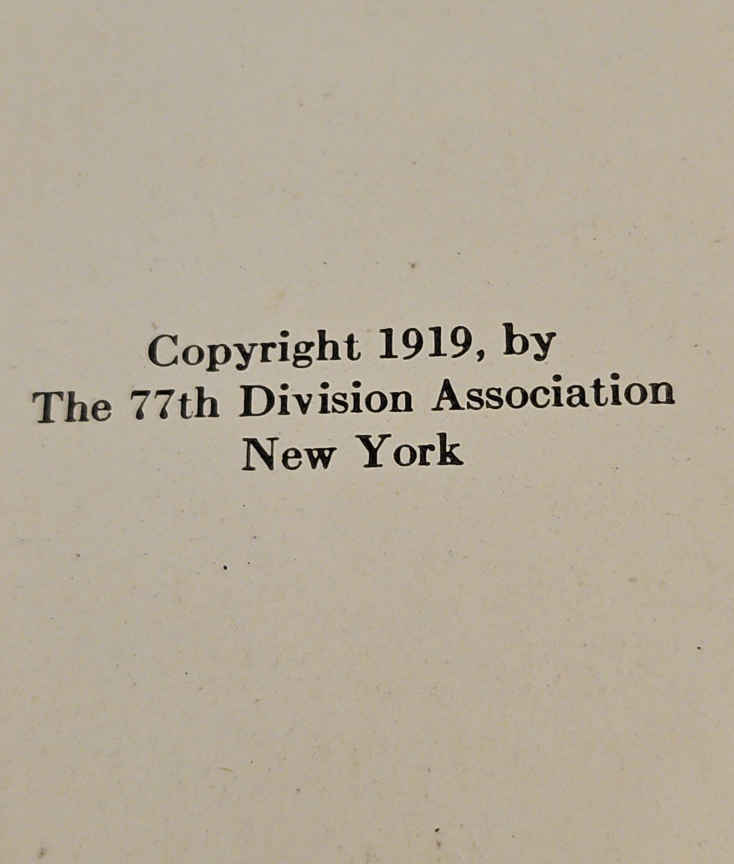 Copyright 1919, by
The 77th Division Association
New York